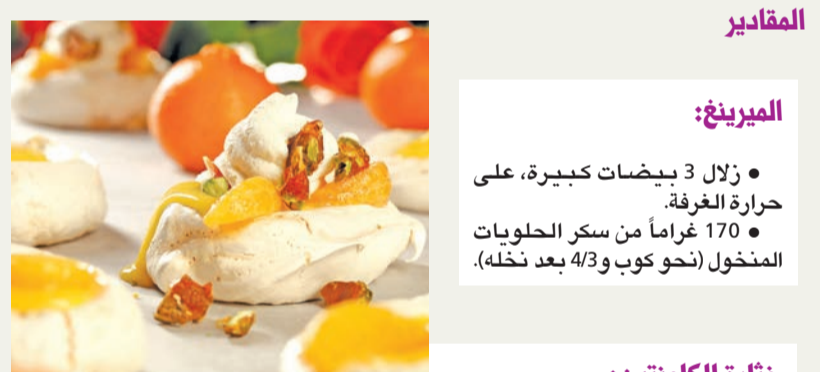 المقادير
الميرينغ:
• زلال 3 بيضات كبيرة، على
حرارة الغرفة.
• 170 غراماً من سكر الحلويات
المنخول (نحو كوب و4/3 بعد نخله).